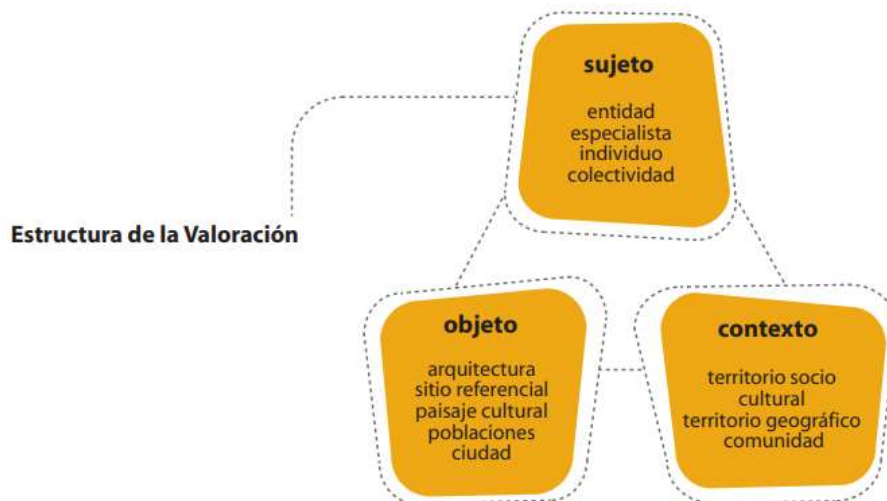 sujeto
entidad
especialista
individuo
colectividad
Estructura de la Valoración
objeto
arquitectura
sitio referencial
paisaje cultural
poblaciones
ciudad
contexto
territorio socio
cultural
territorio geográfico
comunidad